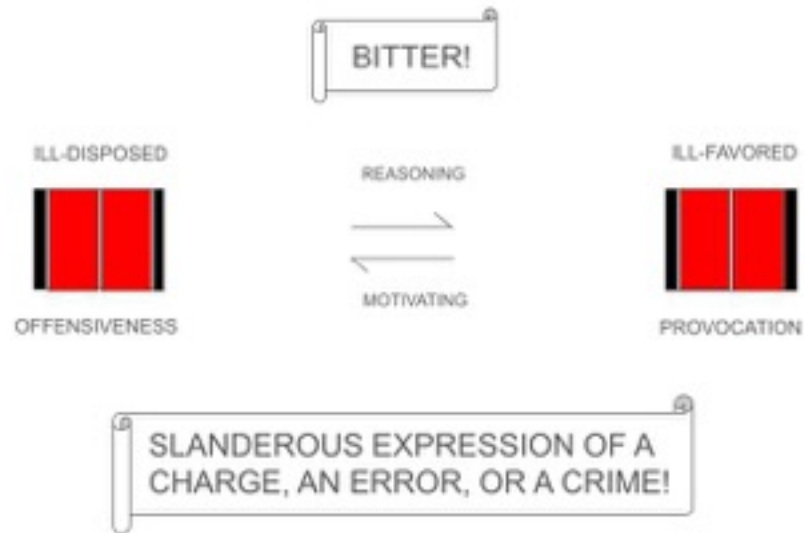 BITTER!
ILL-DISPOSED
ILL-FAVORED
REASONING
MOTIVATING
OFFENSIVENESS
PROVOCATION
SLANDEROUS EXPRESSION OF A
CHARGE, AN ERROR, OR A CRIME!